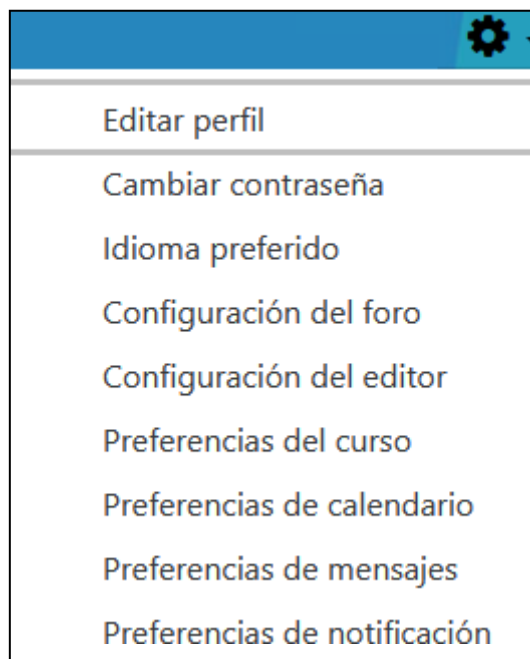 Editar perfil
Cambiar contraseña
Idioma preferido
Configuración del foro
Configuración del editor
Preferencias del curso
Preferencias de calendario
Preferencias de mensajes
Preferencias de notificación